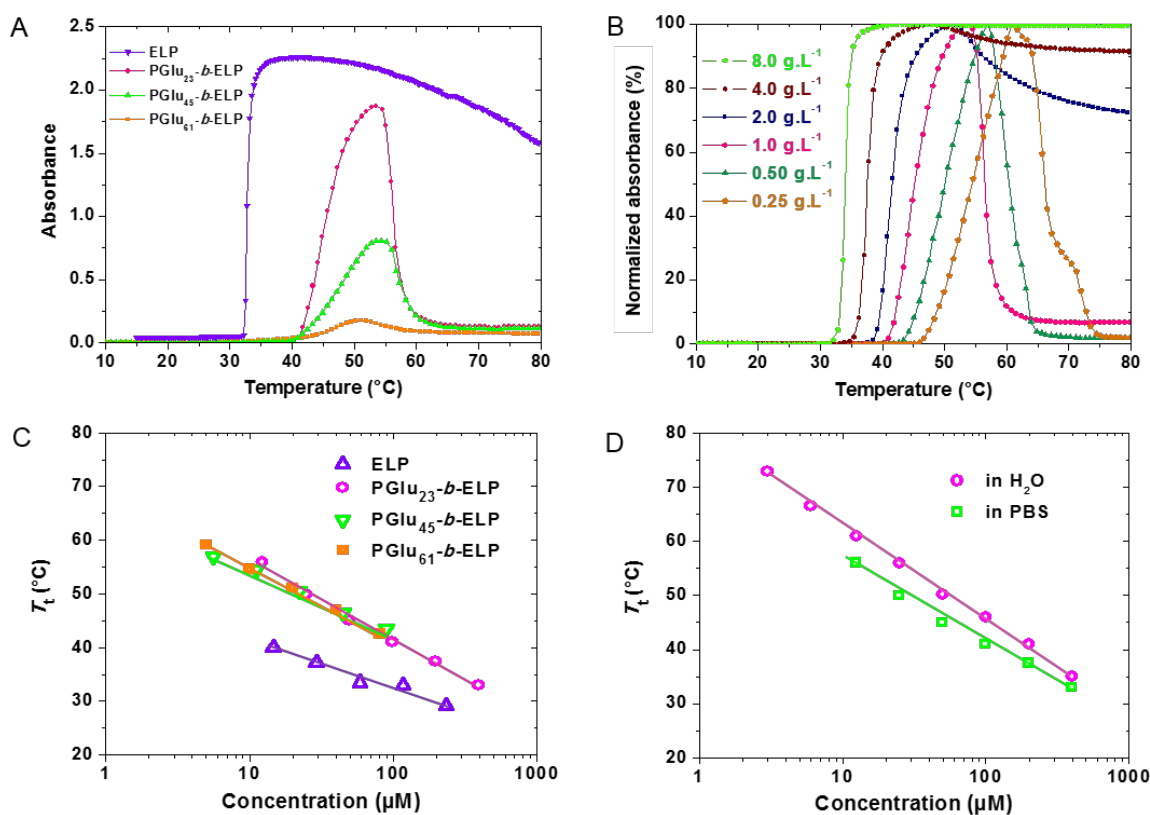 A
2.5
2.0
1.5
1.0
0.5
0.0
Absorbance
ELP
PGlu₂₃-b-ELP
PGlu₄₅-b-ELP
PGlu₆₁-b-ELP
10 20 30 40 50 60 70 80
Temperature (°C)
B
100
80
60
40
20
0
Normalized absorbance (%)
8.0 g.L⁻¹
4.0 g.L⁻¹
2.0 g.L⁻¹
1.0 g.L⁻¹
0.50 g.L⁻¹
0.25 g.L⁻¹
10 20 30 40 50 60 70 80
Temperature (°C)
C
80
70
60
50
40
30
20
Tₜ (°C)
ELP
PGlu₂₃-b-ELP
PGlu₄₅-b-ELP
PGlu₆₁-b-ELP
1 10 100 1000
Concentration (µM)
D
80
70
60
50
40
30
20
Tₜ (°C)
in H₂O
in PBS
1 10 100 1000
Concentration (µM)